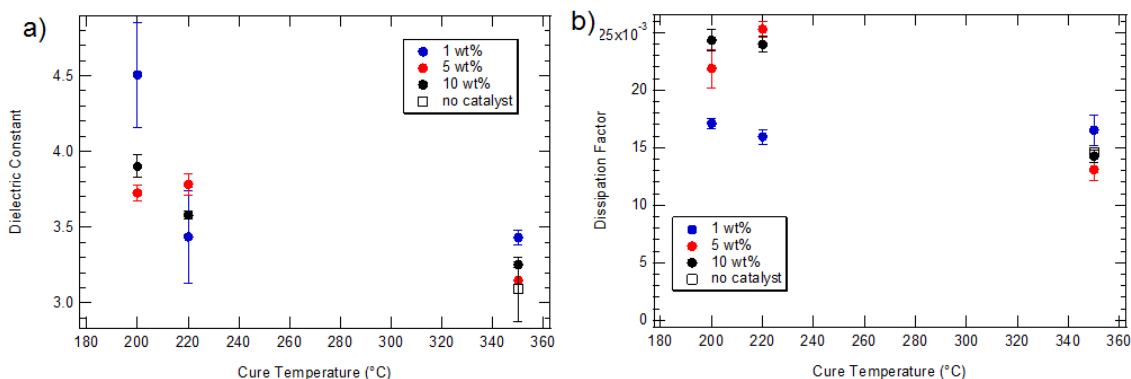 a)
Dielectric Constant
4.5
4.0
3.5
3.0
1 wt%
5 wt%
10 wt%
no catalyst
180 200 220 240 260 280 300 320 340 360
Cure Temperature (°C)
b)
Dissipation Factor
25x10⁻³
20
15
10
5
0
1 wt%
5 wt%
10 wt%
no catalyst
180 200 220 240 260 280 300 320 340 360
Cure Temperature (°C)